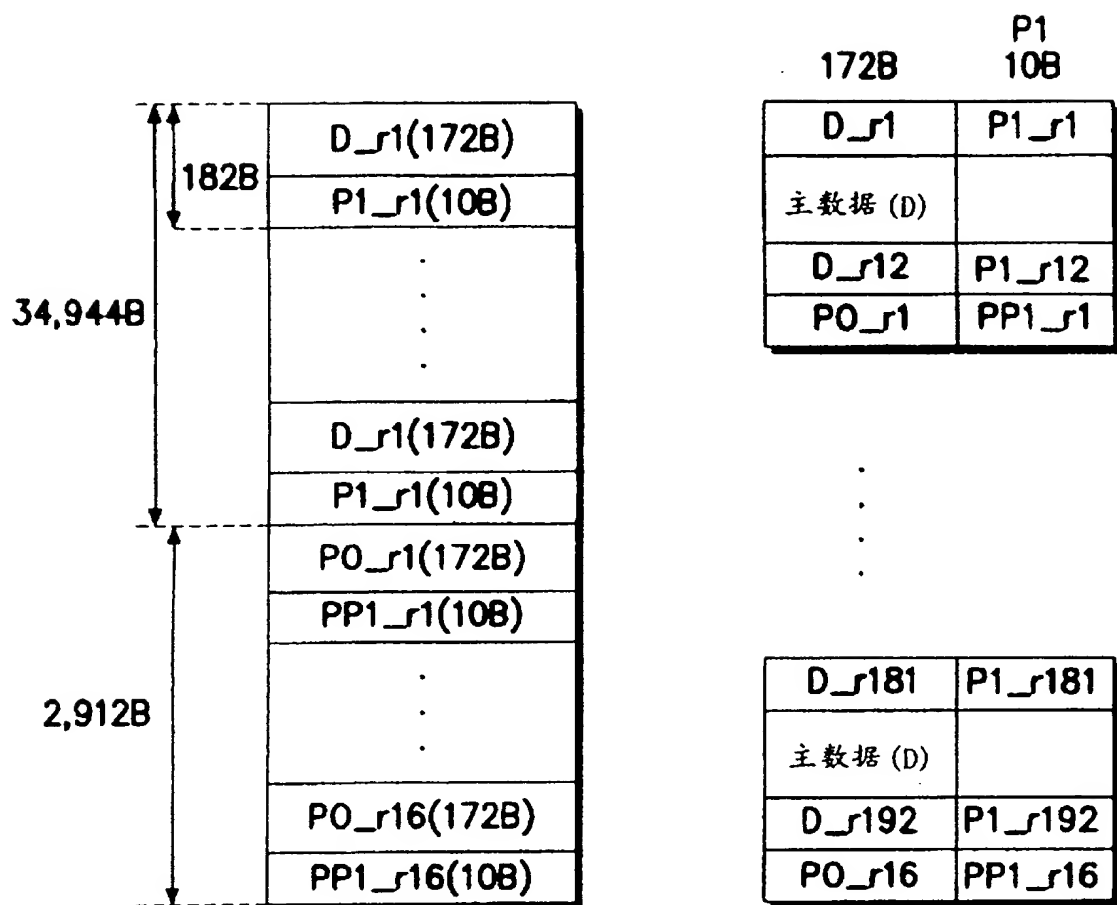 182B
34,944B
2,912B
D_r1(172B)
P1_r1(10B)
D_r1(172B)
P1_r1(10B)
PO_r1(172B)
PP1_r1(10B)
PO_r16(172B)
PP1_r16(10B)
P1
172B 10B
D_r1 P1_r1
主数据(D)
D_r12 P1_r12
PO_r1 PP1_r1
D_r181 P1_r181
主数据(D)
D_r192 P1_r192
PO_r16 PP1_r16